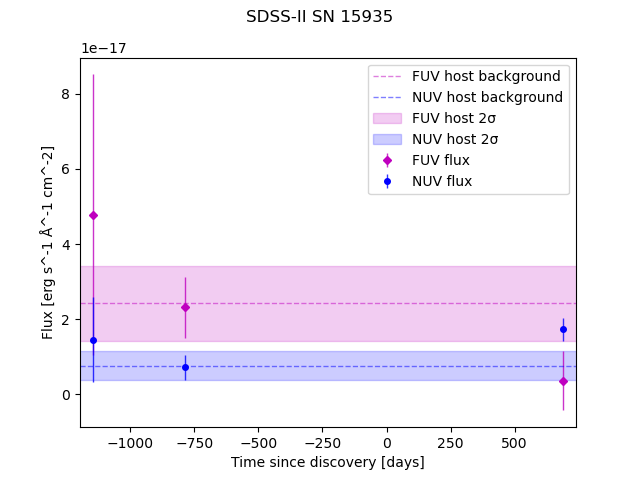 SDSS-II SN 15935
1e−17
FUV host background
NUV host background
FUV host 2σ
NUV host 2σ
FUV flux
NUV flux
8
6
4
2
0
Flux [erg s^-1 Å^-1 cm^-2]
−1000
−750
−500
−250
0
250
500
Time since discovery [days]